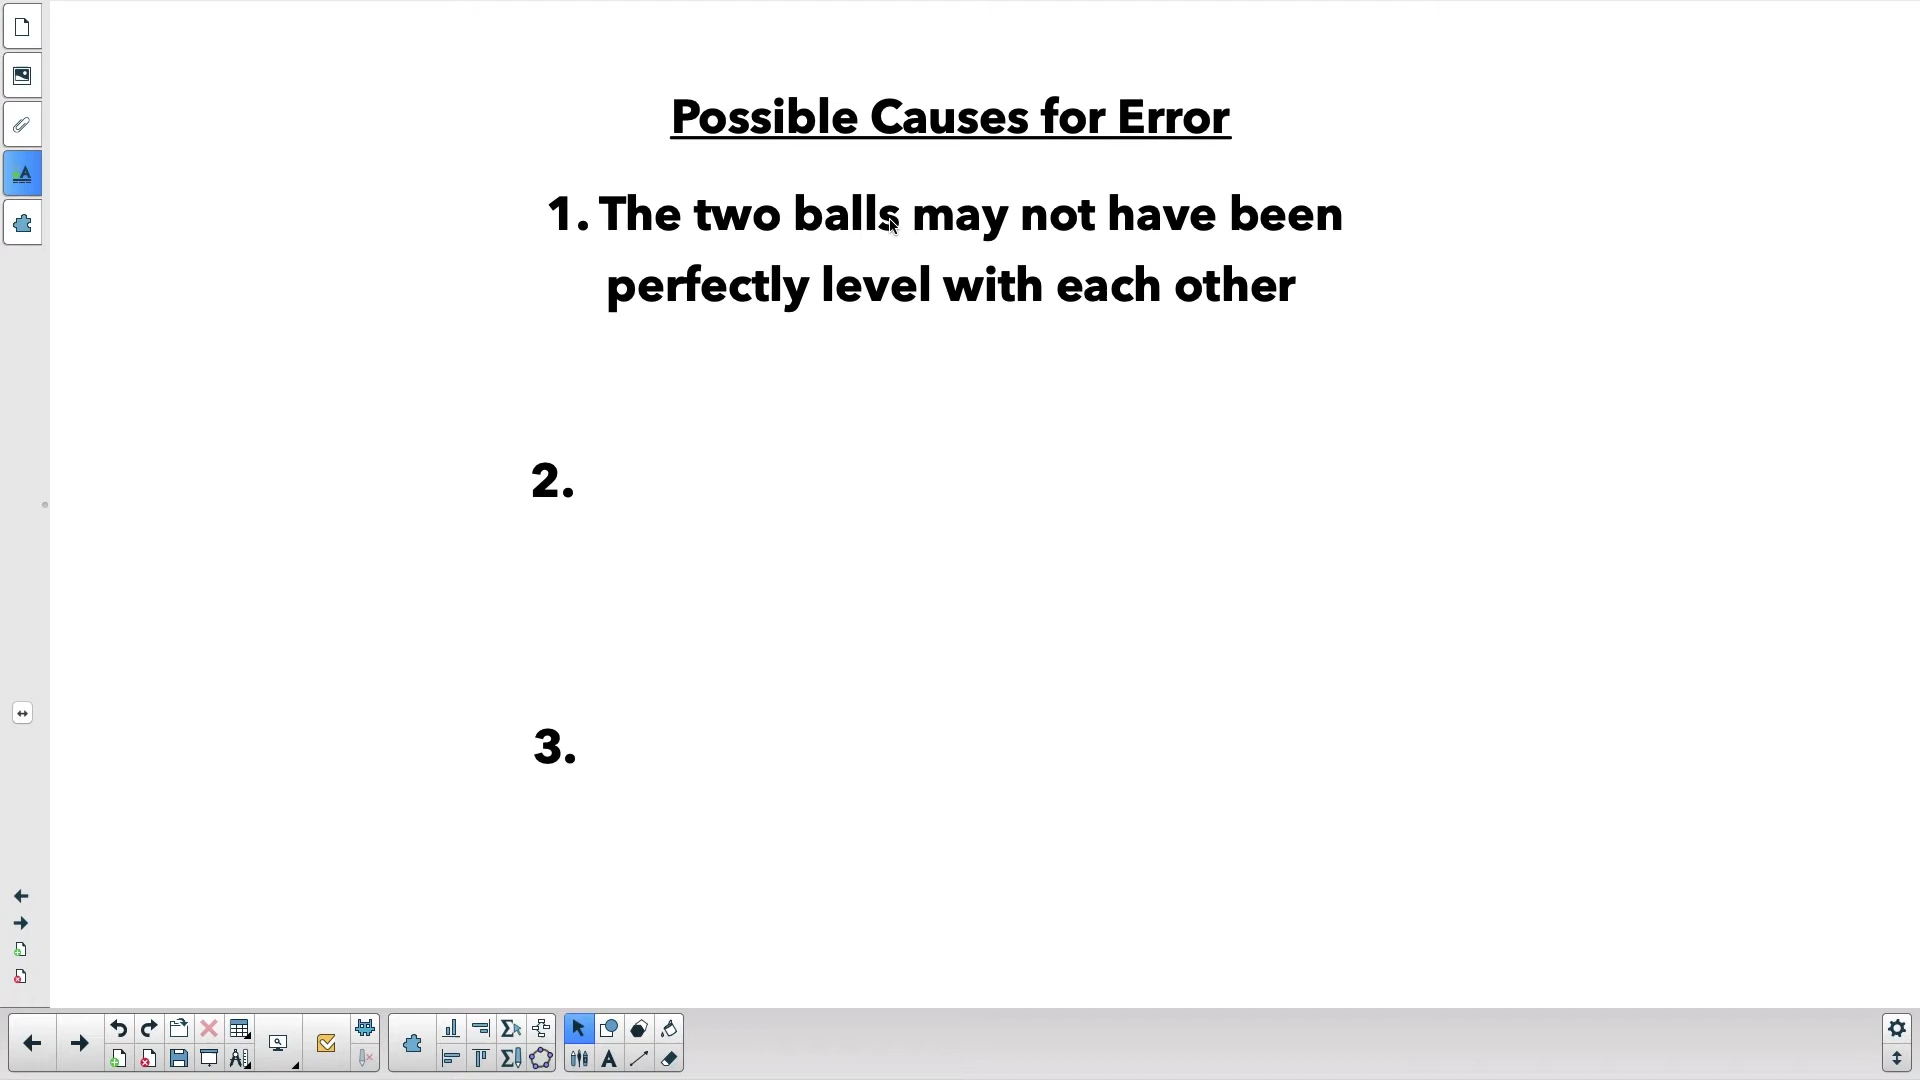 Possible Causes for Error
1. The two balls may not have been
perfectly level with each other
2.
3.